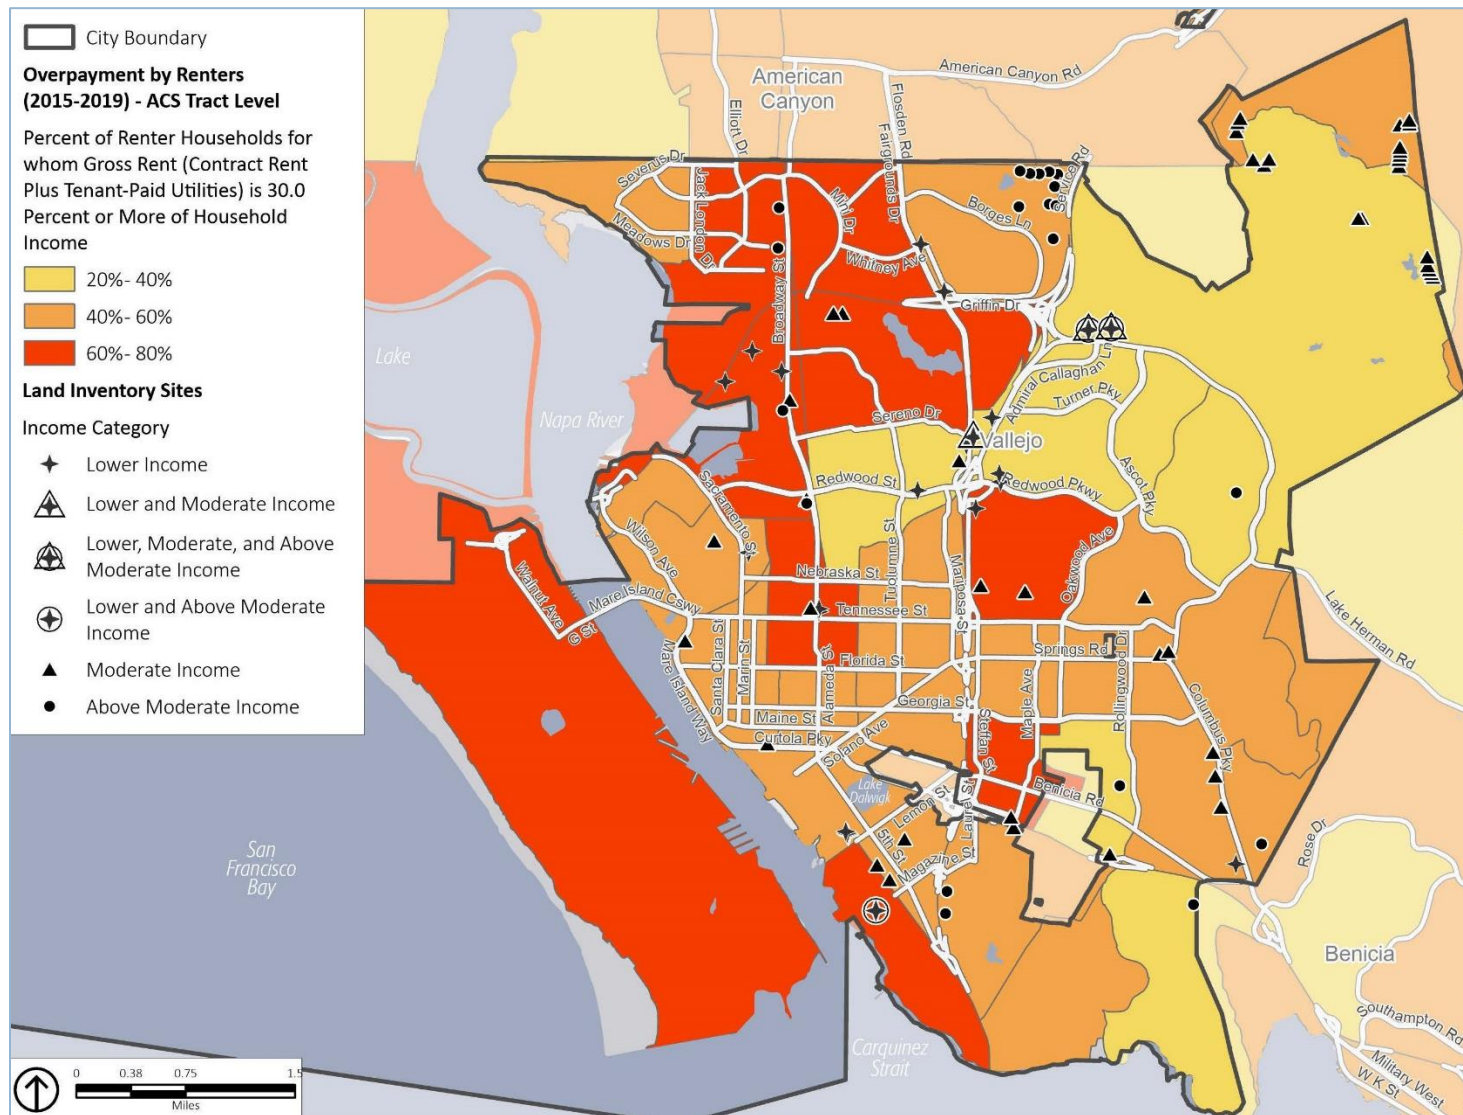 City Boundary
Overpayment by Renters
(2015-2019) - ACS Tract Level
Percent of Renter Households for
whom Gross Rent (Contract Rent
Plus Tenant-Paid Utilities) is 30.0
Percent or More of Household
Income
20%- 40%
40%- 60%
60%- 80%
Land Inventory Sites
Income Category
Lower Income
Lower and Moderate Income
Lower, Moderate, and Above
Moderate Income
Lower and Above Moderate
Income
Moderate Income
Above Moderate Income
American Canyon Rd
American
Canyon
Elliott Dr
Flosden Rd
Fairgrounds Dr
Severus Dr
Jack London Dr
Meadows Dr
Mini Dr
Whitney Ave
Borges Ln
Service Rd
Griffin Dr
Broadway St
Lake
Napa River
Admiral Callaghan Ln
Turner Pky
Sereno Dr
Vallejo
Ascot Pky
Redwood St
Redwood Pkwy
Sacramento St
Wilson Ave
Tuolumne St
Mariposa St
Oakwood Ave
Nebraska St
Walnut Ave
G St
Mare Island Cswy
Tennessee St
Lake Herman Rd
Springs Rd
Rollingwood Dr
Santa Clara St
Marin St
Florida St
Mare Island Way
Alameda St
Georgia St
Maine St
Curtola Pky
Solano Ave
Steffan St
Maple Ave
Columbus Pky
Benicia Rd
Lake
Dalwigk
Lemon St
5th St
Magazine St
Rose Dr
San
Francisco
Bay
Benicia
Southampton Rd
Military West
W K St
Carquinez
Strait
0 0.38 0.75 1.5
Miles